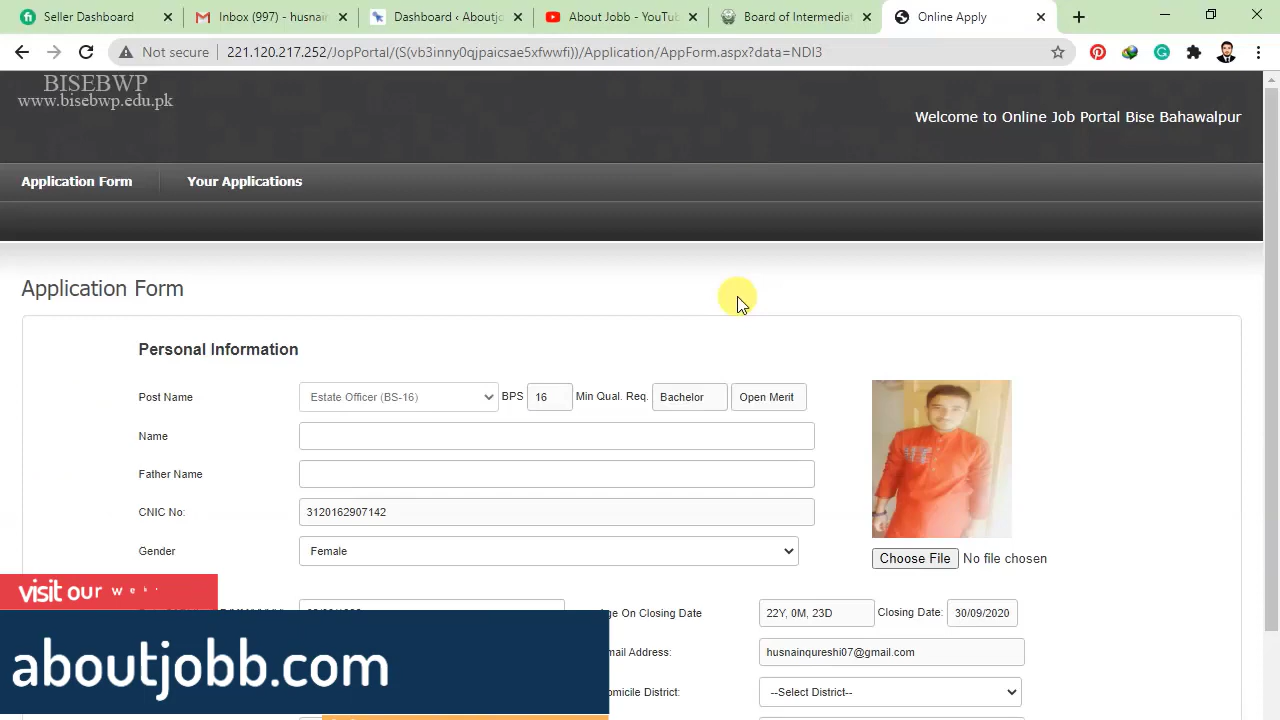 Seller Dashboard
Inbox (997) - husnain
Dashboard - Aboutjo
About Jobb - YouTub
Board of Intermediat
Online Apply
Not secure
221.120.217.252/JopPortal/(S(vb3inny0qjpaicsae5xfwwfi))/Application/AppForm.aspx?data=NDI3
BISEBWP
www.bisebwp.edu.pk
Welcome to Online Job Portal Bise Bahawalpur
Application Form
Your Applications
Application Form
Personal Information
Post Name
Estate Officer (BS-16)
BPS
16
Min Qual. Req.
Bachelor
Open Merit
Name
Father Name
CNIC No:
3120162907142
Gender
Female
Choose File No file chosen
ge On Closing Date
22Y, 0M, 23D
Closing Date:
30/09/2020
mail Address:
husnainqureshi07@gmail.com
omicile District:
--Select District--
visit our web
aboutjobb.com